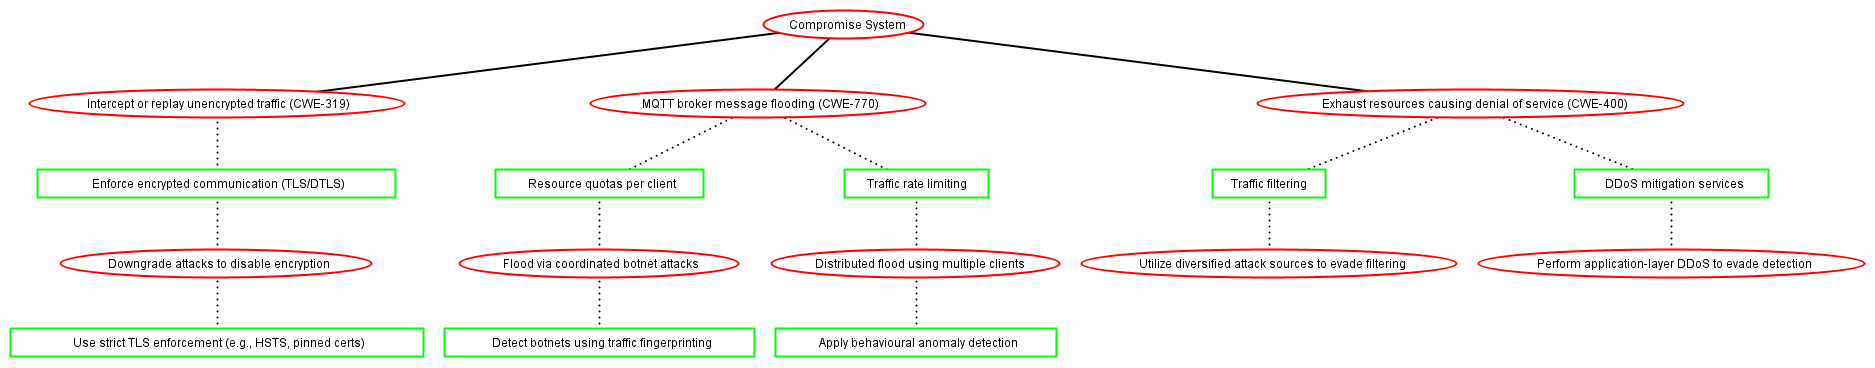 Compromise System
Intercept or replay unencrypted traffic (CWE-319)
MQTT broker message flooding (CWE-770)
Exhaust resources causing denial of service (CWE-400)
Enforce encrypted communication (TLS/DTLS)
Resource quotas per client
Traffic rate limiting
Traffic filtering
DDoS mitigation services
Downgrade attacks to disable encryption
Flood via coordinated botnet attacks
Distributed flood using multiple clients
Utilize diversified attack sources to evade filtering
Perform application-layer DDoS to evade detection
Use strict TLS enforcement (e.g., HSTS, pinned certs)
Detect botnets using traffic fingerprinting
Apply behavioural anomaly detection